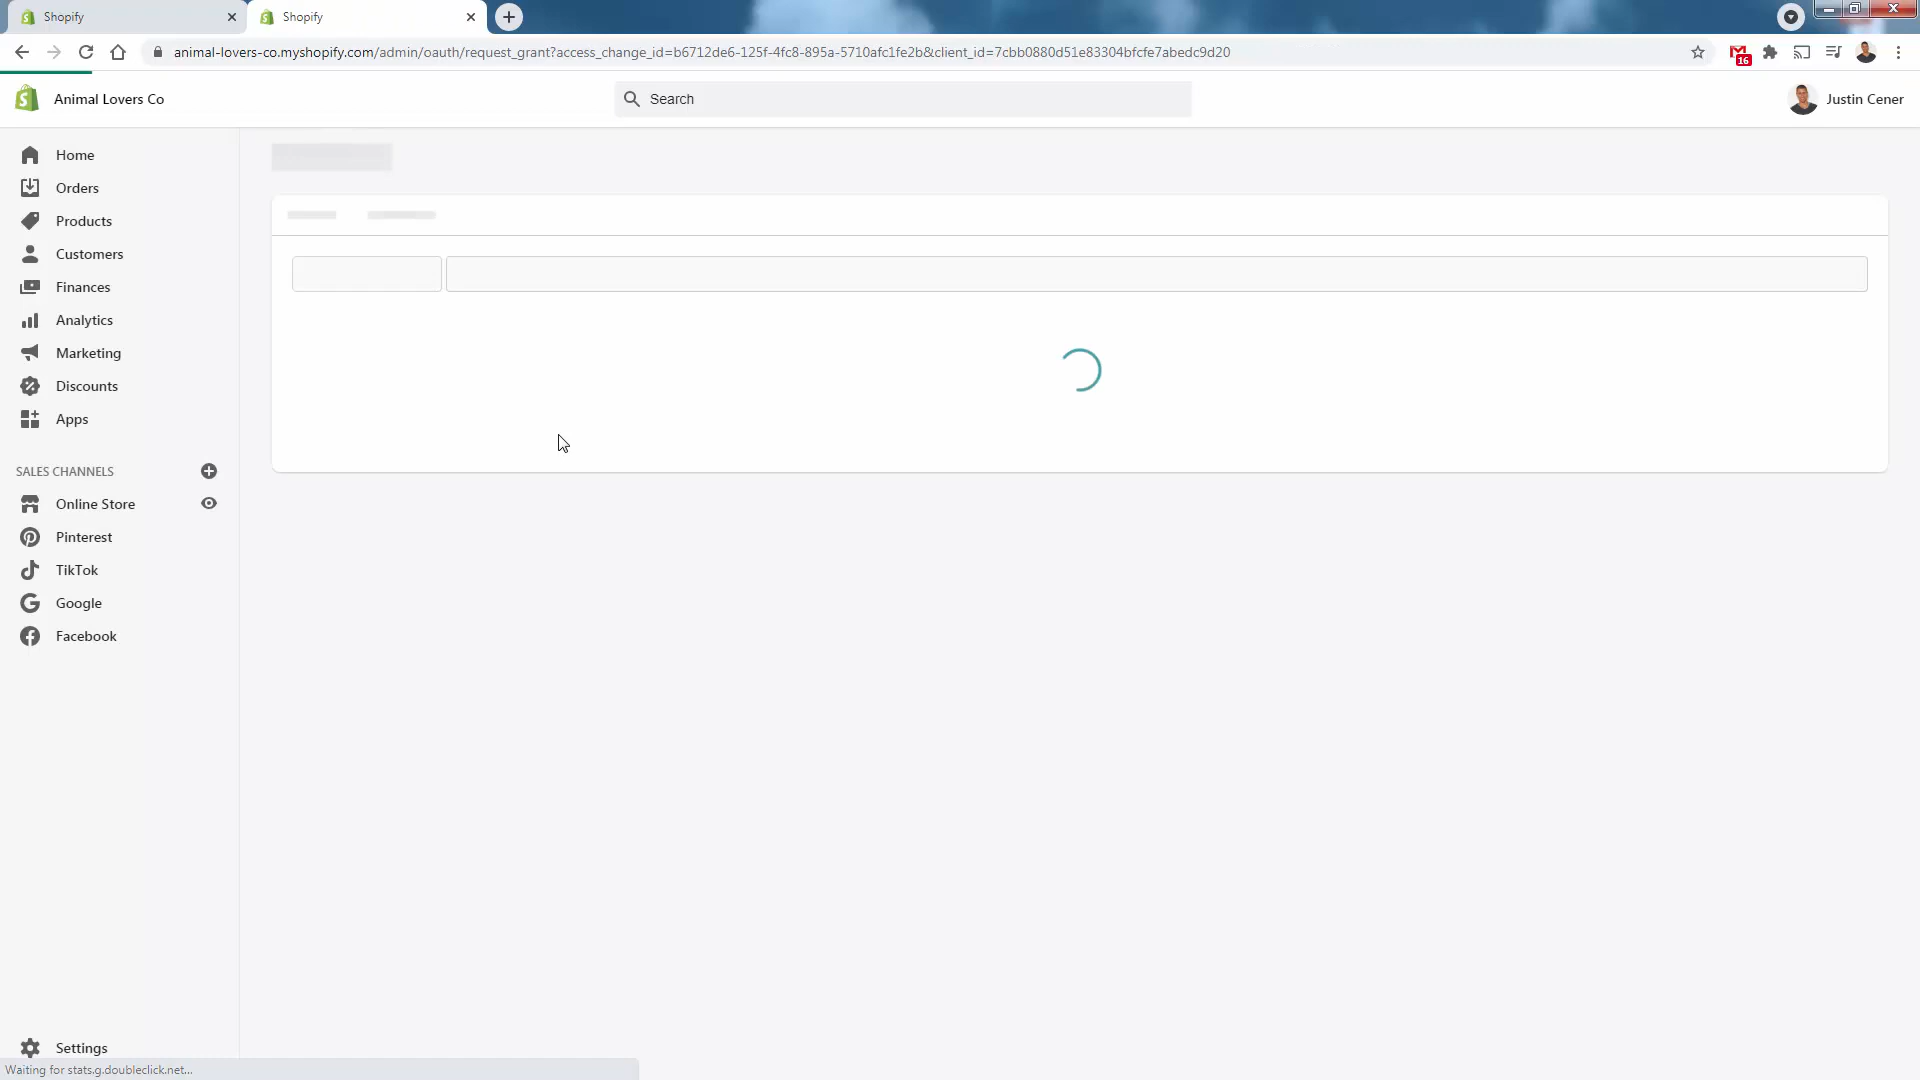 Shopify
Shopify
animal-lovers-co.myshopify.com/admin/oauth/request_grant?access_change_id=b6712de6-125f-4fc8-895a-5710afc1fe2b&client_id=7cbb0880d51e83304bfcfe7abedc9d20
16
Animal Lovers Co
Search
Justin Cener
Home
Orders
Products
Customers
Finances
Analytics
Marketing
Discounts
Apps
SALES CHANNELS
Online Store
Pinterest
TikTok
Google
Facebook
Settings
Waiting for stats.g.doubleclick.net...